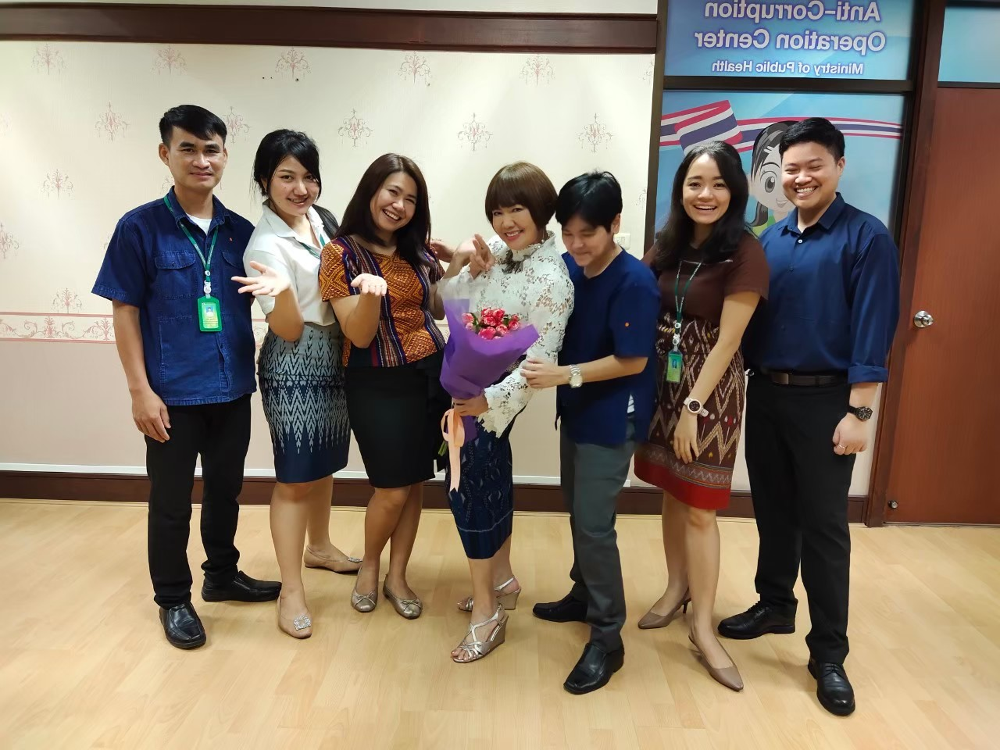 Anti-Corruption
Operation Center
Ministry of Public Health